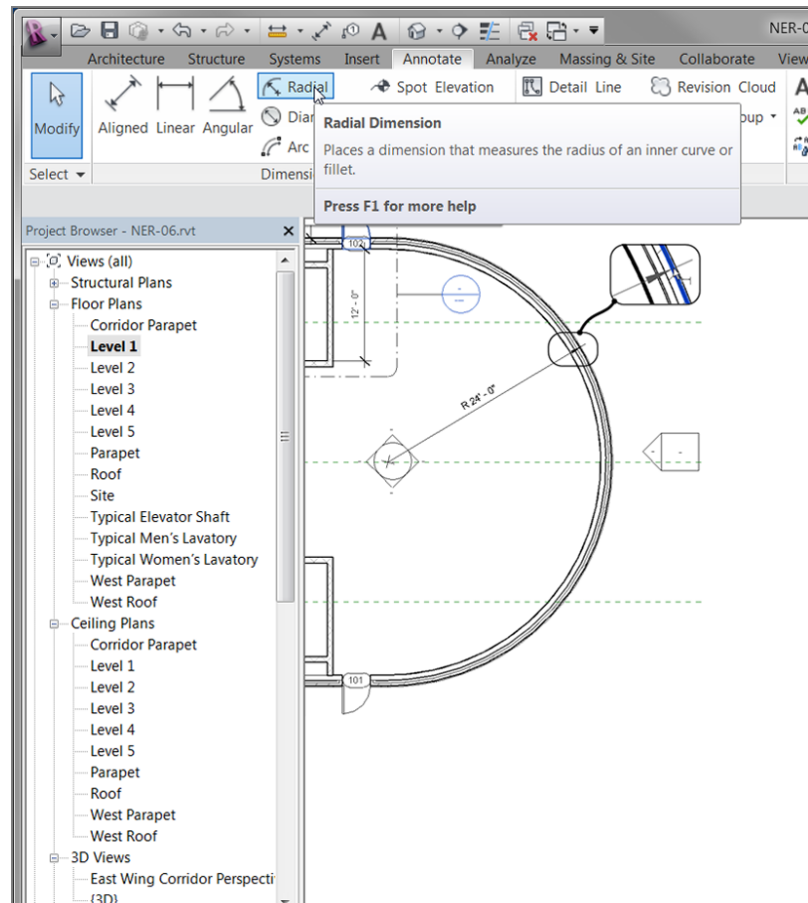 NER-0
Architecture Structure Systems Insert Annotate Analyze Massing & Site Collaborate View
Modify
Aligned Linear Angular
Radial
Spot Elevation
Detail Line
Revision Cloud
Dia
oup
Arc
Select
Dimensi
Radial Dimension
Places a dimension that measures the radius of an inner curve or
fillet.
Press F1 for more help
Project Browser - NER-06.rvt
Views (all)
Structural Plans
Floor Plans
Corridor Parapet
Level 1
Level 2
Level 3
Level 4
Level 5
Parapet
Roof
Site
Typical Elevator Shaft
Typical Men's Lavatory
Typical Women's Lavatory
West Parapet
West Roof
Ceiling Plans
Corridor Parapet
Level 1
Level 2
Level 3
Level 4
Level 5
Parapet
Roof
West Parapet
West Roof
3D Views
East Wing Corridor Perspecti
{3D}
102
12' - 0"
R 24' - 0"
101